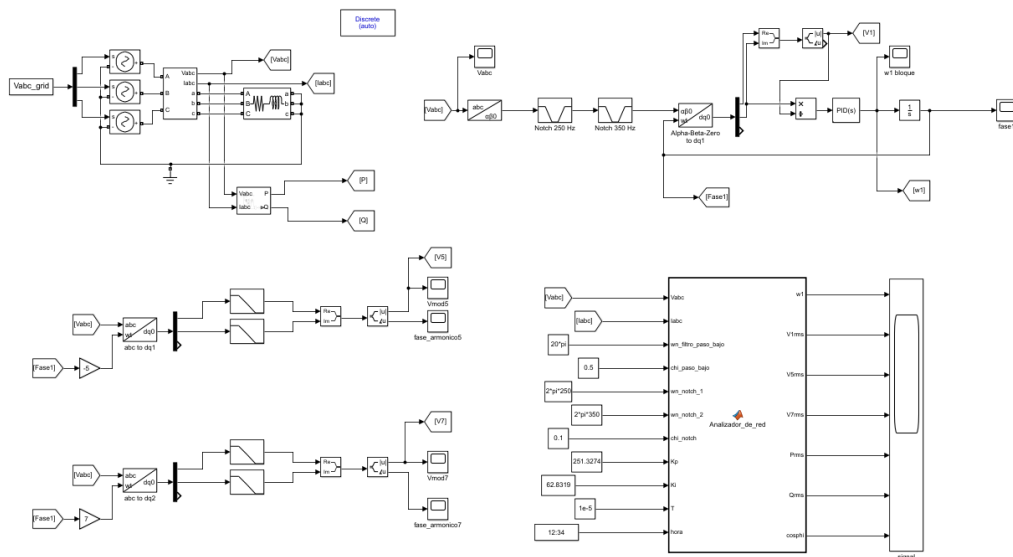 Discrete
(auto)
Vabc_grid
s
+
-
s
+
-
s
+
-
A
B
C
Vabc
Iabc
a
b
c
A
B
C
a
b
c
[Vabc]
[Iabc]
Vabc
Iabc
P
Q
[P]
[Q]
[Vabc]
Vabc
abc
αβ0
Notch 250 Hz
Notch 350 Hz
αβ0
wt
dq0
Alpha-Beta-Zero
to dq1
Re
Im
|u|
∠u
[V1]
×
÷
PID(s)
w1 bloque
1
s
fase1
[Fase1]
[w1]
[Vabc]
[Fase1]
-5
abc
wt
dq0
abc to dq1
Re
Im
|u|
∠u
[V5]
Vmod5
fase_armonico5
[Vabc]
[Fase1]
7
abc
wt
dq0
abc to dq2
Re
Im
|u|
∠u
[V7]
Vmod7
fase_armonico7
[Vabc]
[Iabc]
20*pi
0.5
2*pi*250
2*pi*350
0.1
251.3274
62.8319
1e-5
12:34
Vabc
Iabc
wn_filtro_paso_bajo
chi_paso_bajo
wn_notch_1
wn_notch_2
chi_notch
Kp
Ki
T
hora
Analizador_de_red
w1
V1rms
V5rms
V7rms
Prms
Qrms
cosphi